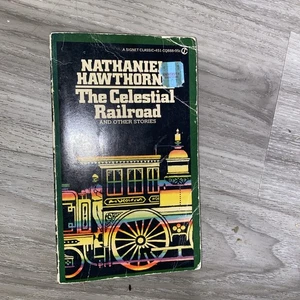 A SIGNET CLASSIC
NATHANIEL
HAWTHORN
The Celestial
Railroad
AND OTHER STORIES